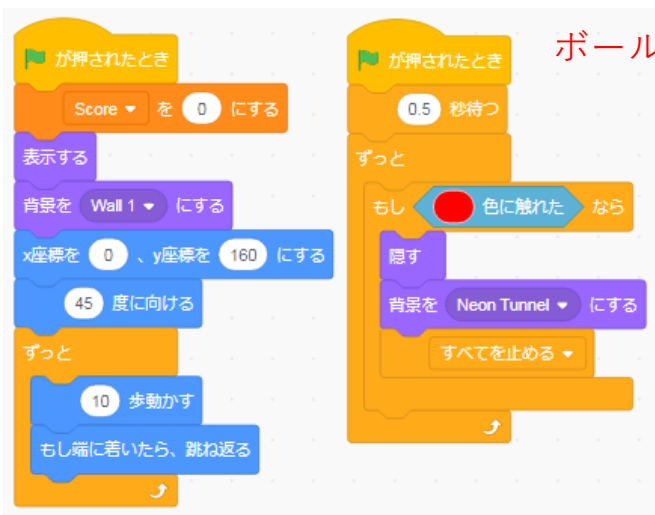 が押されたとき
Score を 0 にする
表示する
背景を Wall 1 にする
x座標を 0 、y座標を 160 にする
45 度に向ける
ずっと
10 歩動かす
もし端に着いたら、跳ね返る
が押されたとき
0.5 秒待つ
ずっと
もし 色に触れた なら
隠す
背景を Neon Tunnel にする
すべてを止める
ボール